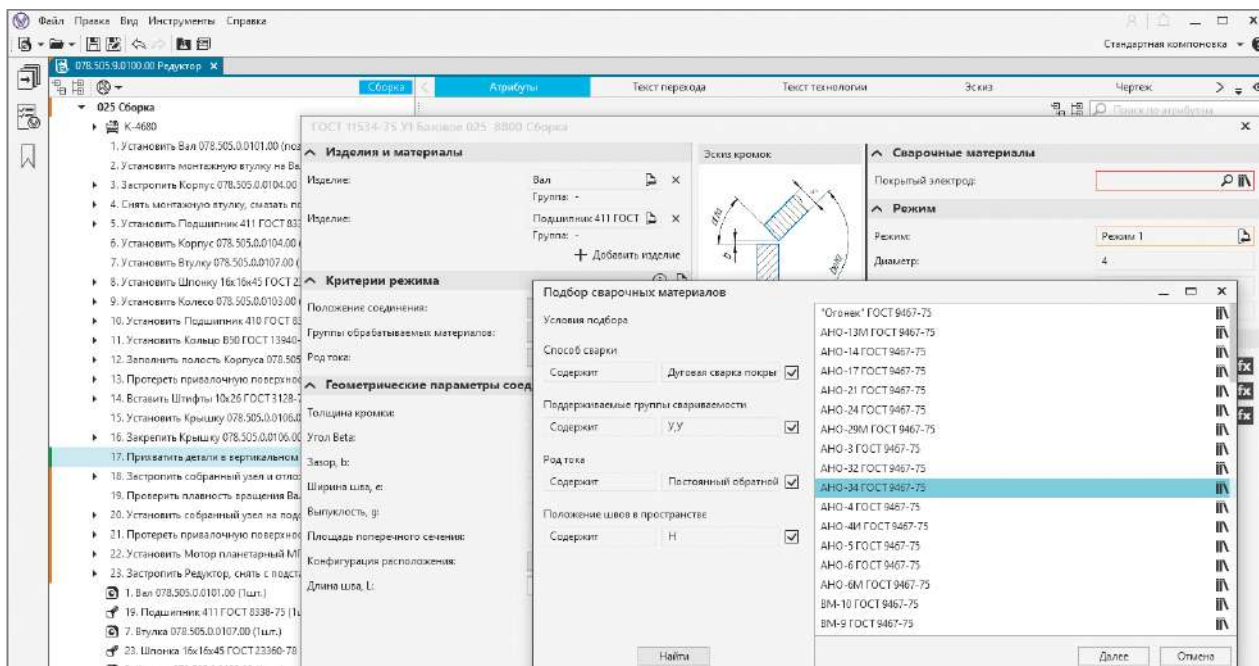 Файл Правка Вид Инструменты Справка
Стандартная компоновка
078.505.9.0100.00 Редуктор
Сборка
Атрибуты
Текст перехода
Текст технологии
Эскиз
Чертеж
Поиск по атрибутам
025 Сборка
К-4680
1. Установить Вал 078.505.0.0101.00 (поз
2. Установить монтажную втулку на Ва
3. Застропить Корпус 078.505.0.0104.00
4. Снять монтажную втулку, смазать по
5. Установить Подшипник 411 ГОСТ 833
6. Установить Корпус 078.505.0.0104.00
7. Установить Втулку 078.505.0.0107.00 (
8. Установить Шпонку 16х16х45 ГОСТ 23
9. Установить Колесо 078.505.0.0103.00
10. Установить Подшипник 410 ГОСТ 83
11. Установить Кольцо В50 ГОСТ 13940-
12. Заполнить полость Корпуса 078.505
13. Протереть привалочную поверхнос
14. Вставить Штифты 10х26 ГОСТ 3128-7
15. Установить Крышку 078.505.0.0106.0
16. Закрепить Крышку 078.505.0.0106.00
17. Прихватить детали в вертикальном
18. Застропить собранный узел и отло
19. Проверить плавность вращения Ва
20. Установить собранный узел на подс
21. Протереть привалочную поверхнос
22. Установить Мотор планетарный МП
23. Застропить Редуктор, снять с подст
1. Вал 078.505.0.0101.00 (1шт.)
19. Подшипник 411 ГОСТ 8338-75 (1ш
7. Втулка 078.505.0.0107.00 (1шт.)
23. Шпонка 16х16х45 ГОСТ 23360-78
ГОСТ 11534-75 У1 Базовое 025 8800 Сборка
Изделия и материалы
Изделие:
Вал
Группа: -
Изделие:
Подшипник 411 ГОСТ
Группа: -
Добавить изделие
Критерии режима
Положение соединения:
Группы обрабатываемых материалов:
Род тока:
Геометрические параметры соед
Толщина кромки:
Угол Beta:
Зазор, b:
Ширина шва, e:
Выпуклость, g:
Площадь поперечного сечения:
Конфигурация расположения:
Длина шва, L:
Эскиз кромок
Сварочные материалы
Покрытый электрод:
Режим
Режим:
Режим 1
Диаметр:
4
fx
fx
fx
Подбор сварочных материалов
Условия подбора
Способ сварки
Содержит
Дуговая сварка покры
Поддерживаемые группы свариваемости
Содержит
У,У
Род тока
Содержит
Постоянный обратной
Положение швов в пространстве
Содержит
Н
Найти
"Огонек" ГОСТ 9467-75
АНО-13М ГОСТ 9467-75
АНО-14 ГОСТ 9467-75
АНО-17 ГОСТ 9467-75
АНО-21 ГОСТ 9467-75
АНО-24 ГОСТ 9467-75
АНО-29М ГОСТ 9467-75
АНО-3 ГОСТ 9467-75
АНО-32 ГОСТ 9467-75
АНО-34 ГОСТ 9467-75
АНО-4 ГОСТ 9467-75
АНО-4И ГОСТ 9467-75
АНО-5 ГОСТ 9467-75
АНО-6 ГОСТ 9467-75
АНО-6М ГОСТ 9467-75
ВМ-10 ГОСТ 9467-75
ВМ-9 ГОСТ 9467-75
Далее
Отмена